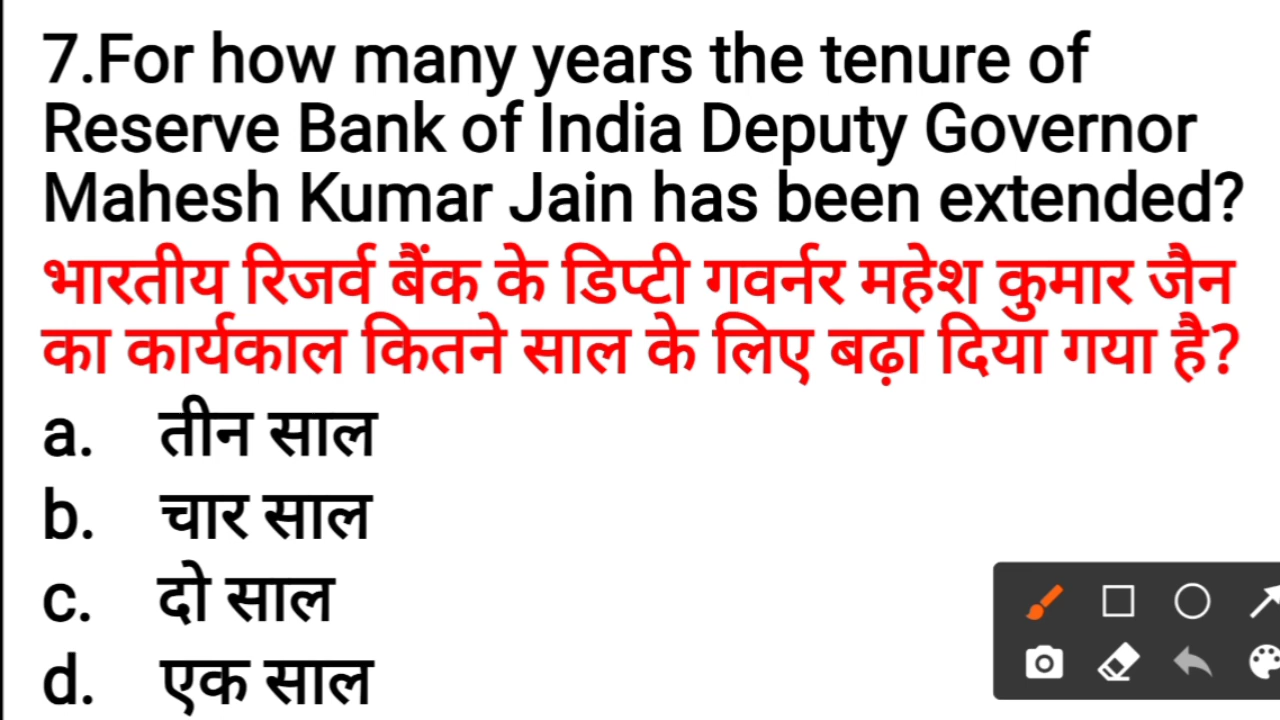 7.For how many years the tenure of
Reserve Bank of India Deputy Governor
Mahesh Kumar Jain has been extended?
भारतीय रिजर्व बैंक के डिप्टी गवर्नर महेश कुमार जैन
का कार्यकाल कितने साल के लिए बढ़ा दिया गया है?
a. तीन साल
b. चार साल
c. दो साल
d. एक साल